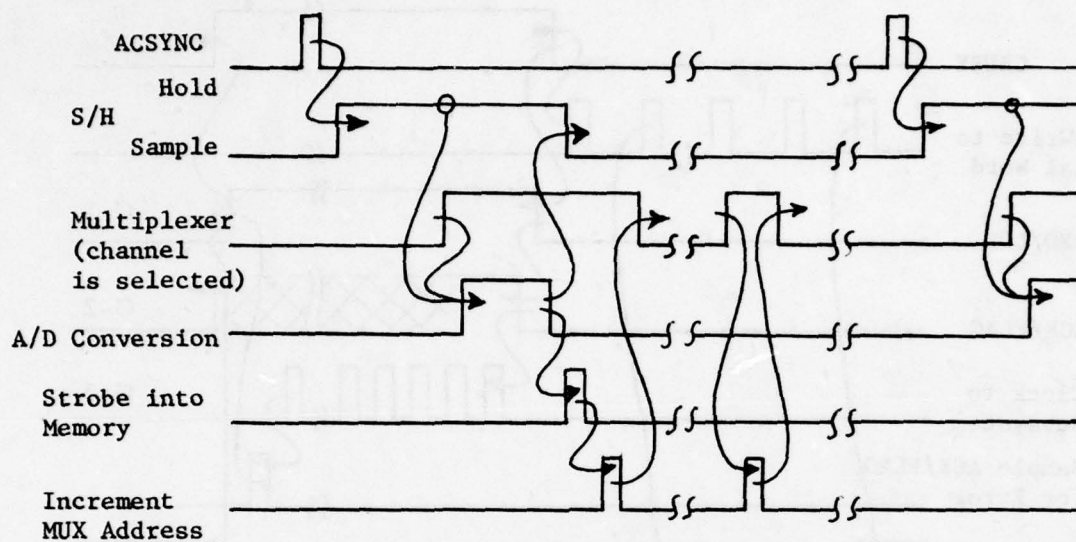 ACSYNC
Hold
S/H
Sample
Multiplexer
(channel
is selected)
A/D Conversion
Strobe into
Memory
Increment
MUX Address